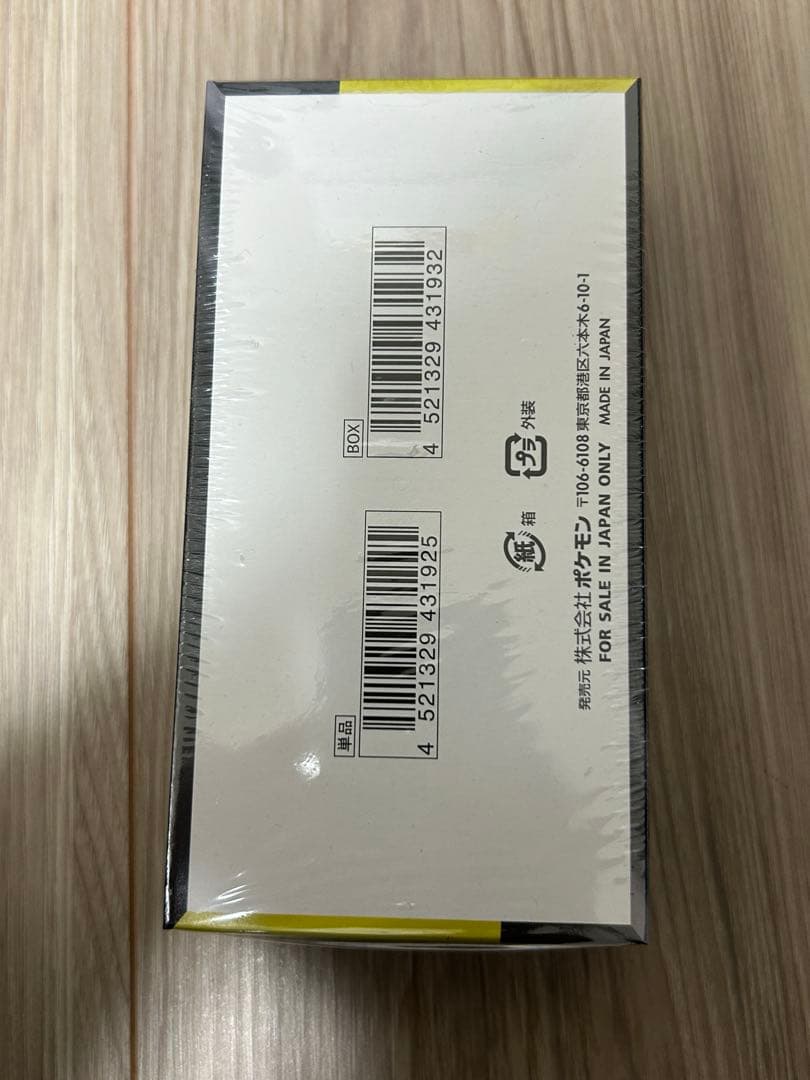 単品
4 521329 431925
BOX
4 521329 431932
紙 箱
プラ 外装
発売元 株式会社ポケモン 〒106-6108 東京都港区六本木6-10-1
FOR SALE IN JAPAN ONLY MADE IN JAPAN